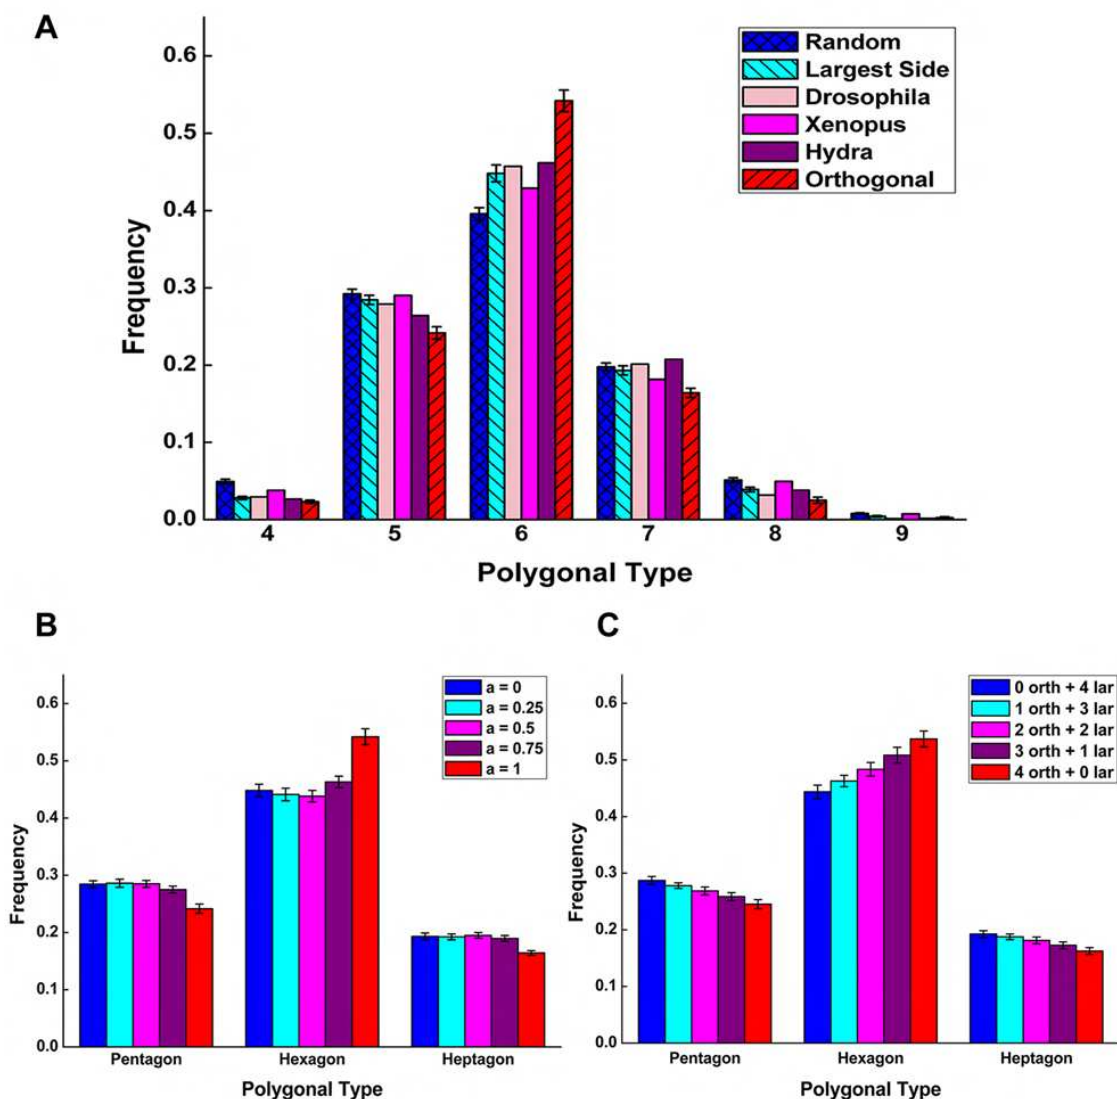 A
0.6
0.5
0.4
0.3
0.2
0.1
0.0
Frequency
Random
Largest Side
Drosophila
Xenopus
Hydra
Orthogonal
4 5 6 7 8 9
Polygonal Type
B
0.6
0.5
0.4
0.3
0.2
0.1
0.0
Frequency
a = 0
a = 0.25
a = 0.5
a = 0.75
a = 1
Pentagon Hexagon Heptagon
Polygonal Type
C
0.6
0.5
0.4
0.3
0.2
0.1
0.0
Frequency
0 orth + 4 lar
1 orth + 3 lar
2 orth + 2 lar
3 orth + 1 lar
4 orth + 0 lar
Pentagon Hexagon Heptagon
Polygonal Type